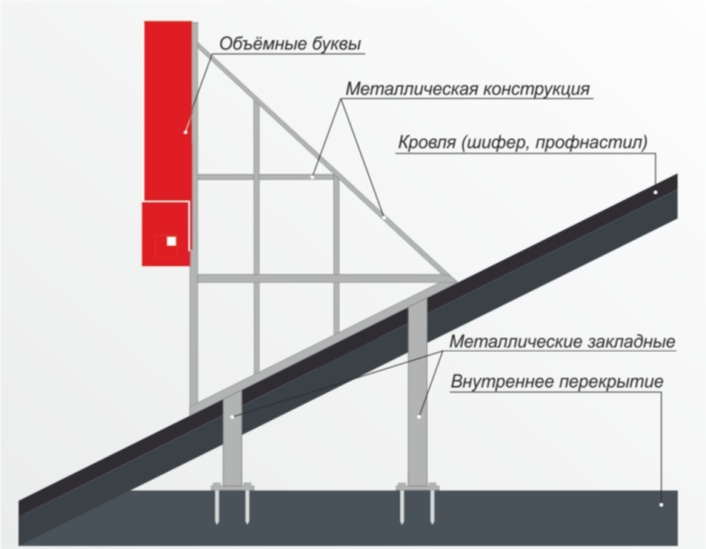 Объёмные буквы
Металлическая конструкция
Кровля (шифер, профнастил)
Металлические закладные
Внутреннее перекрытие